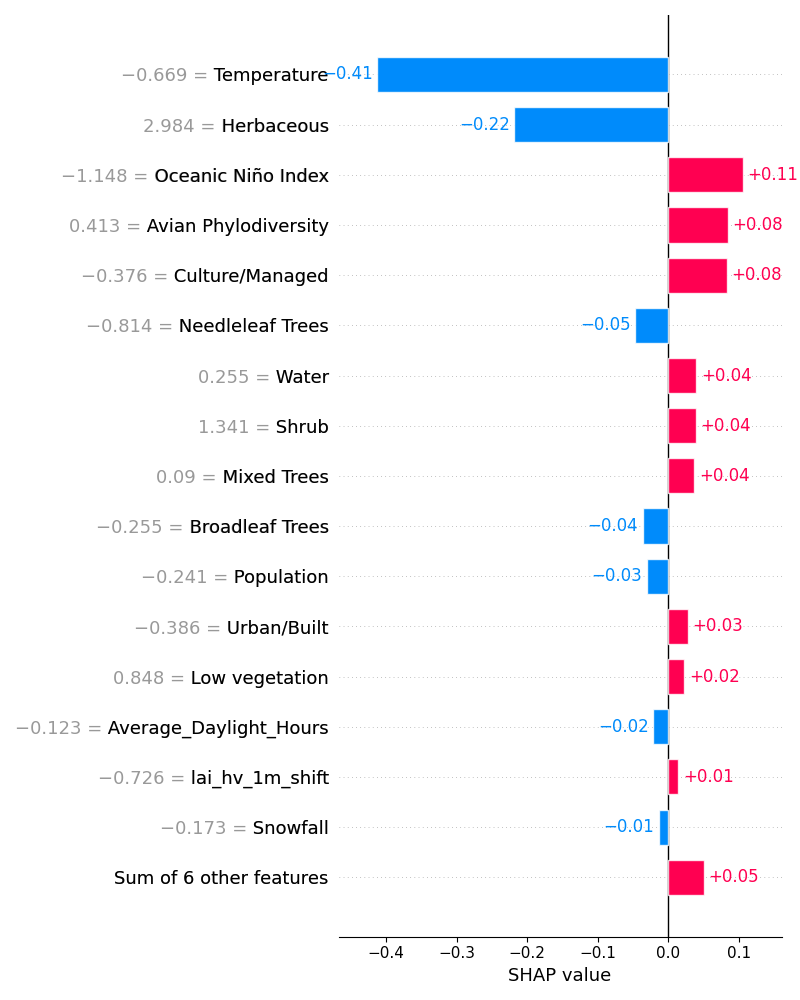 −0.669 = Temperature −0.41
2.984 = Herbaceous −0.22
−1.148 = Oceanic Niño Index +0.11
0.413 = Avian Phylodiversity +0.08
−0.376 = Culture/Managed +0.08
−0.814 = Needleleaf Trees −0.05
0.255 = Water +0.04
1.341 = Shrub +0.04
0.09 = Mixed Trees +0.04
−0.255 = Broadleaf Trees −0.04
−0.241 = Population −0.03
−0.386 = Urban/Built +0.03
0.848 = Low vegetation +0.02
−0.123 = Average_Daylight_Hours −0.02
−0.726 = lai_hv_1m_shift +0.01
−0.173 = Snowfall −0.01
Sum of 6 other features +0.05
−0.4 −0.3 −0.2 −0.1 0.0 0.1
SHAP value